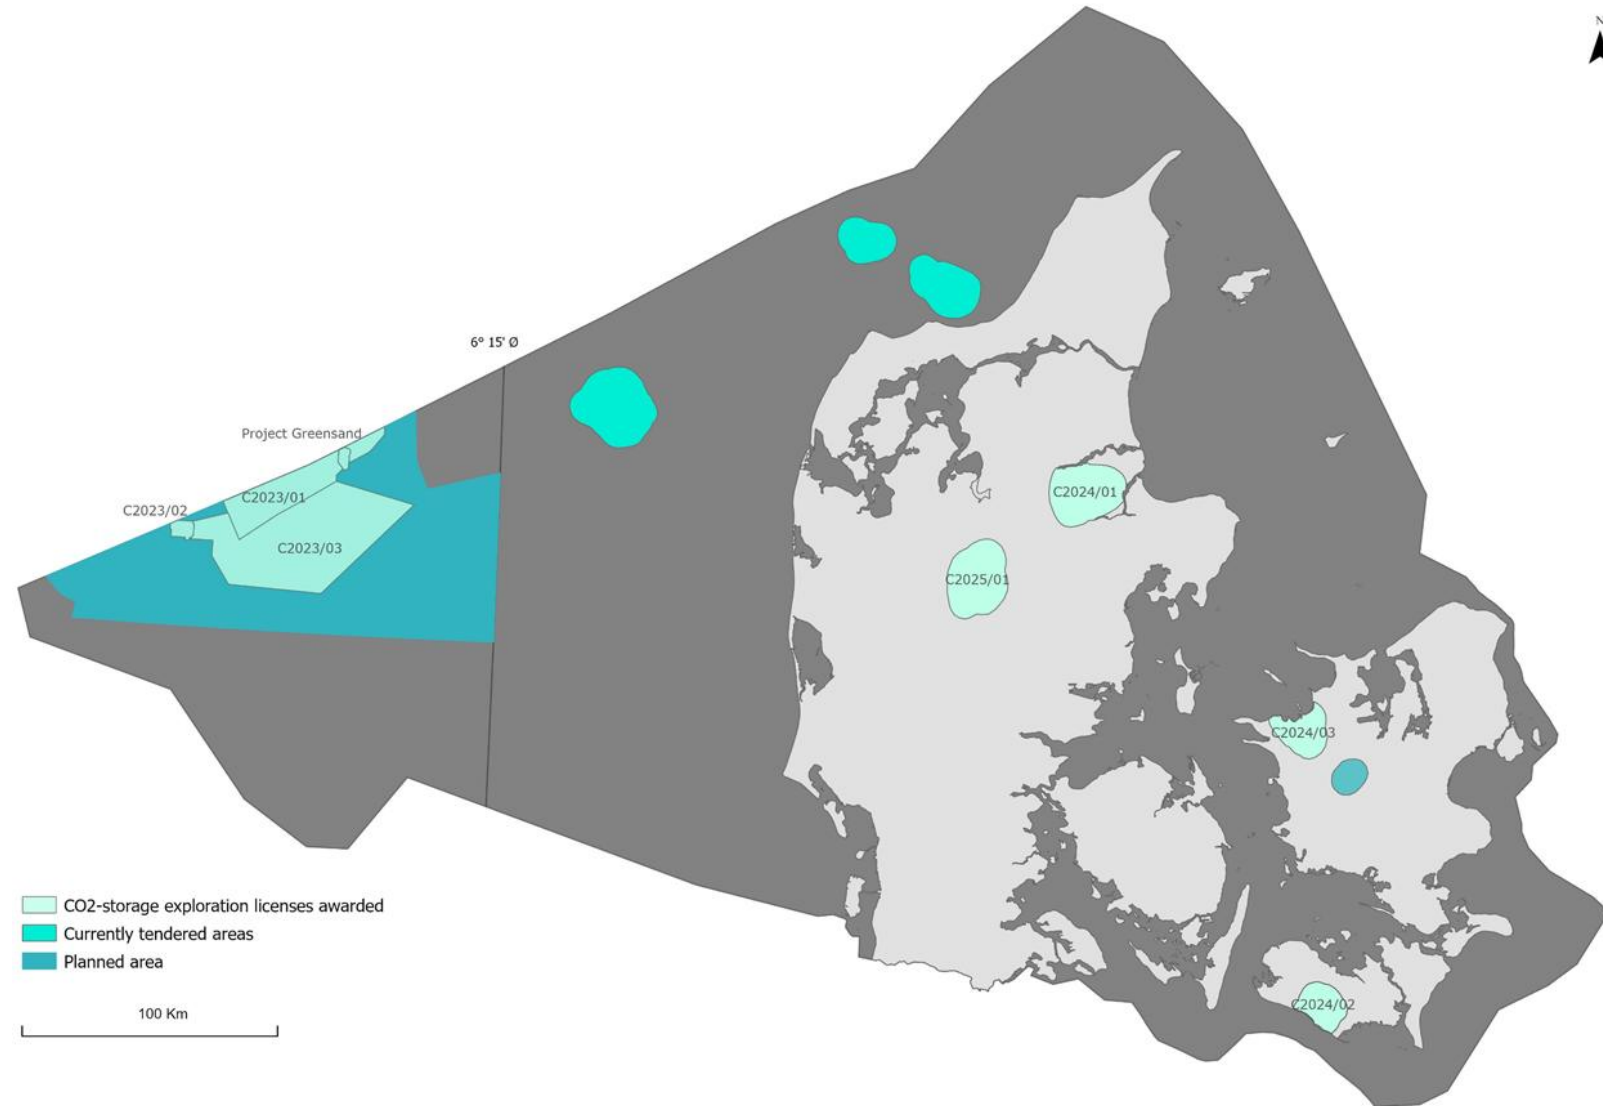 N
6° 15' Ø
Project Greensand
C2023/01
C2023/02
C2023/03
C2024/01
C2025/01
C2024/03
C2024/02
CO2-storage exploration licenses awarded
Currently tendered areas
Planned area
100 Km